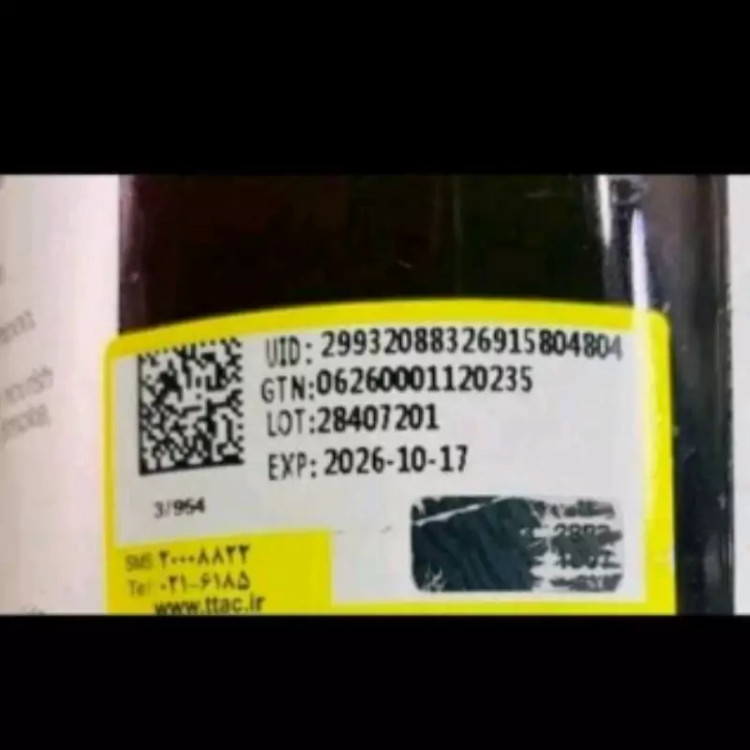 UID: 29932088326915804804
GTN:06260001120235
LOT:28407201
EXP: 2026-10-17
3/954
SMS: ۲۰۰۰۸۸۲۲
Tel: ۰۲۱-۶۱۸۵
www.ttac.ir